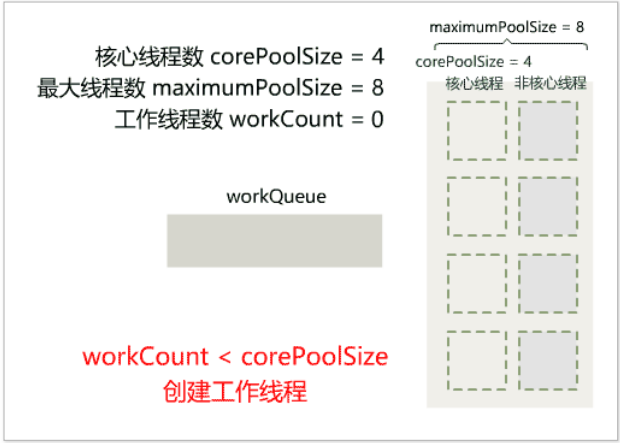 maximumPoolSize = 8
核心线程数 corePoolSize = 4
corePoolSize = 4
最大线程数 maximumPoolSize = 8
核心线程 非核心线程
工作线程数 workCount = 0
workQueue
workCount < corePoolSize
创建工作线程